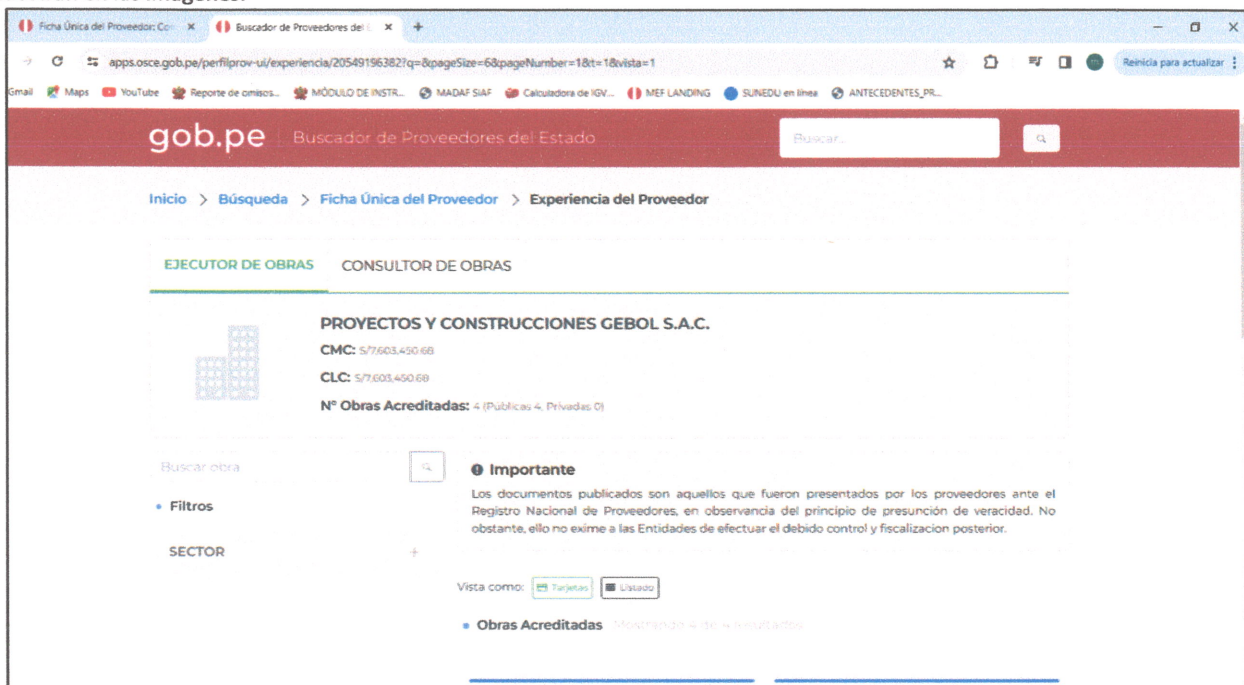 Ficha Única del Proveedor: Co
Buscador de Proveedores del E
apps.osce.gob.pe/perfilprov-ui/experiencia/20549196382?q=&pageSize=6&pageNumber=1&t=1&vista=1
Reinicia para actualizar
Gmail Maps YouTube Reporte de omisos... MÓDULO DE INSTR... MADAF SIAF Calculadora de IGV... MEF LANDING SUNEDU en línea ANTECEDENTES_PR...
gob.pe Buscador de Proveedores del Estado Buscar...
Inicio > Búsqueda > Ficha Única del Proveedor > Experiencia del Proveedor
EJECUTOR DE OBRAS CONSULTOR DE OBRAS
PROYECTOS Y CONSTRUCCIONES GEBOL S.A.C.
CMC: S/7,603,450.68
CLC: S/7,603,450.68
N° Obras Acreditadas: 4 (Públicas 4, Privadas 0)
Buscar obra
Filtros
SECTOR +
Importante
Los documentos publicados son aquellos que fueron presentados por los proveedores ante el
Registro Nacional de Proveedores, en observancia del principio de presunción de veracidad. No
obstante, ello no exime a las Entidades de efectuar el debido control y fiscalizacion posterior.
Vista como: Tarjetas Listado
Obras Acreditadas Mostrando 4 de 4 Resultados